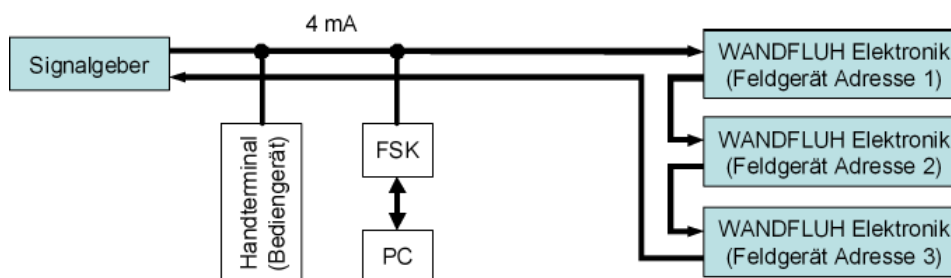 4 mA
Signalgeber
WANDFLUH Elektronik
(Feldgerät Adresse 1)
Handterminal
(Bediengerät)
FSK
WANDFLUH Elektronik
(Feldgerät Adresse 2)
PC
WANDFLUH Elektronik
(Feldgerät Adresse 3)